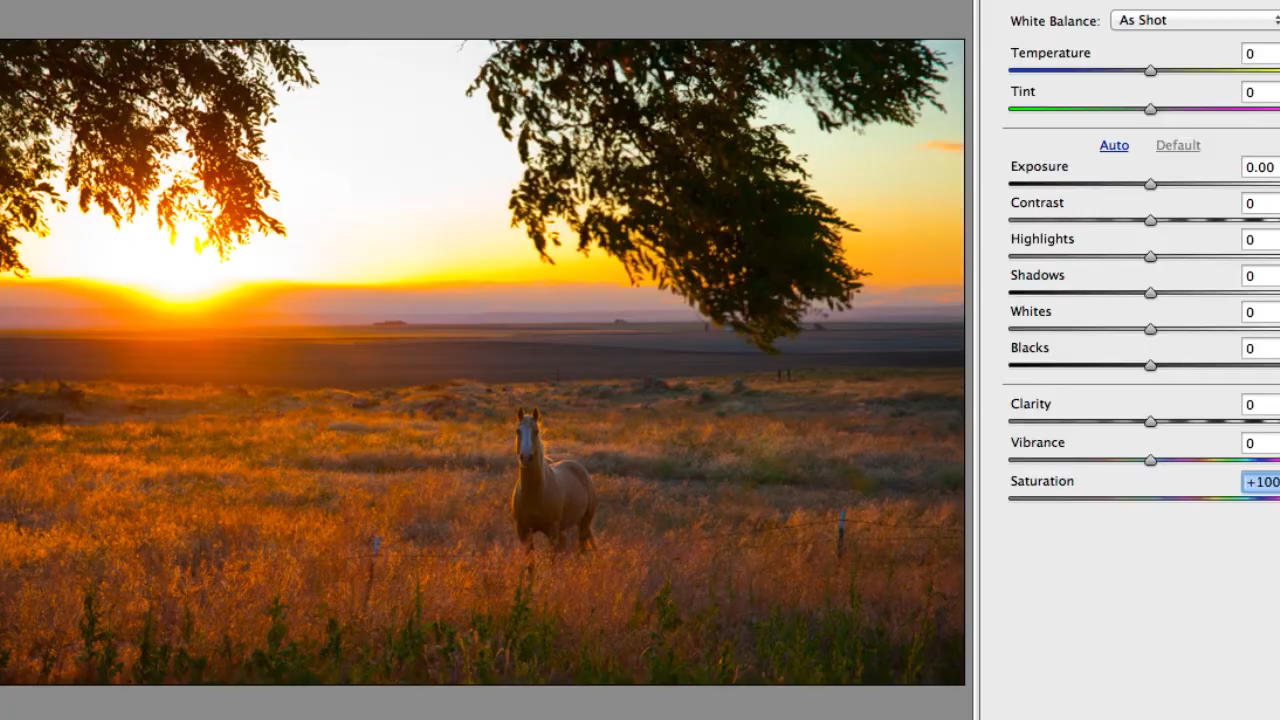 White Balance: As Shot
Temperature 0
Tint 0
Auto Default
Exposure 0.00
Contrast 0
Highlights 0
Shadows 0
Whites 0
Blacks 0
Clarity 0
Vibrance 0
Saturation +100